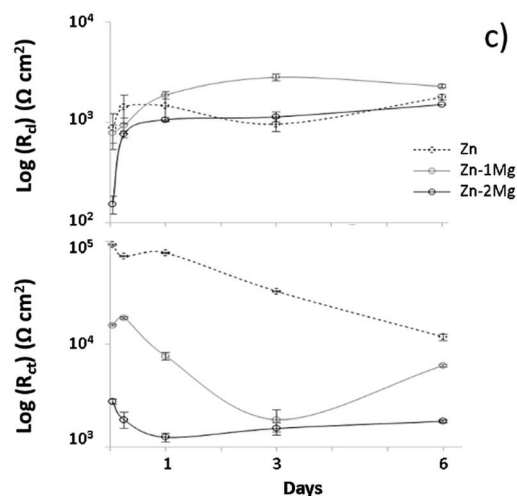 c)
Log (R_cl) (Ω cm²)
10⁴
10³
10²
Zn
Zn-1Mg
Zn-2Mg
Log (R_ct) (Ω cm²)
10⁵
10⁴
10³
1 3 6
Days